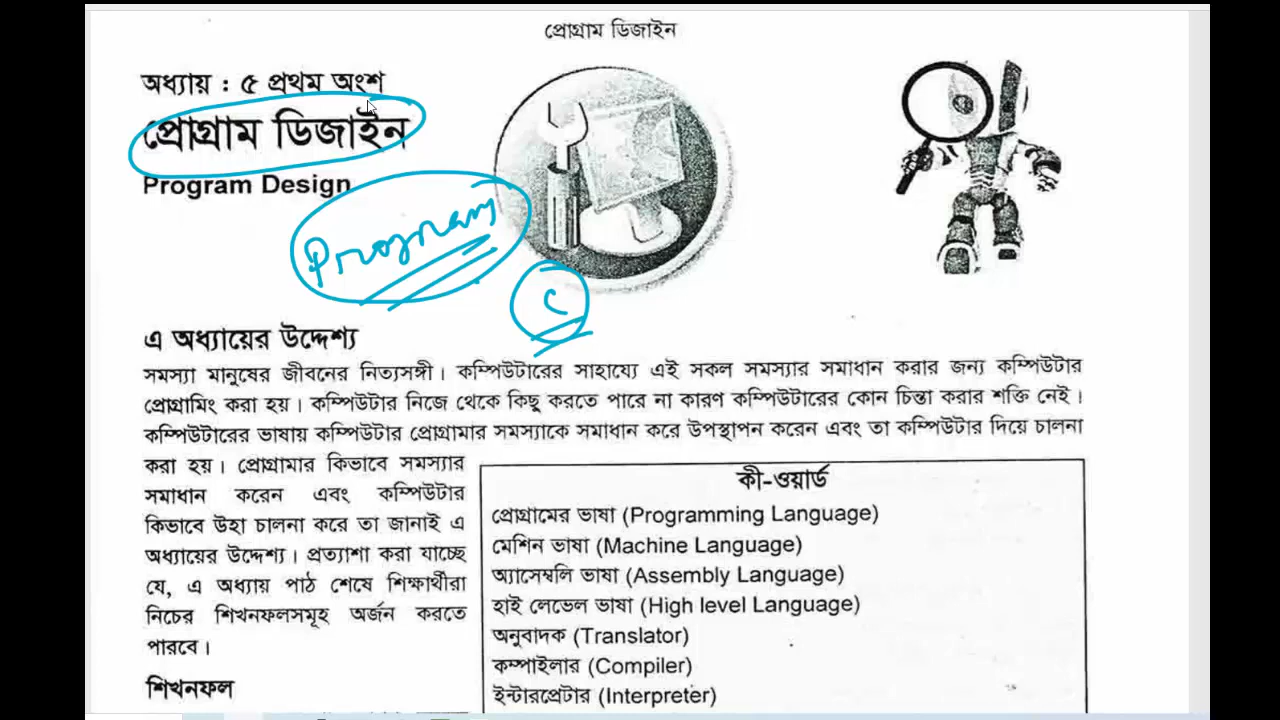 প্রোগ্রাম ডিজাইন
অধ্যায় : ৫ প্রথম অংশ
প্রোগ্রাম ডিজাইন
Program Design
Program
C
এ অধ্যায়ের উদ্দেশ্য
সমস্যা মানুষের জীবনের নিত্যসঙ্গী। কম্পিউটারের সাহায্যে এই সকল সমস্যার সমাধান করার জন্য কম্পিউটার
প্রোগ্রামিং করা হয়। কম্পিউটার নিজে থেকে কিছু করতে পারে না কারণ কম্পিউটারের কোন চিন্তা করার শক্তি নেই।
কম্পিউটারের ভাষায় কম্পিউটার প্রোগ্রামার সমস্যাকে সমাধান করে উপস্থাপন করেন এবং তা কম্পিউটার দিয়ে চালনা
করা হয়। প্রোগ্রামার কিভাবে সমস্যার
সমাধান করেন এবং কম্পিউটার
কিভাবে উহা চালনা করে তা জানাই এ
অধ্যায়ের উদ্দেশ্য। প্রত্যাশা করা যাচ্ছে
যে, এ অধ্যায় পাঠ শেষে শিক্ষার্থীরা
নিচের শিখনফলসমূহ অর্জন করতে
পারবে।
শিখনফল
কী-ওয়ার্ড
প্রোগ্রামের ভাষা (Programming Language)
মেশিন ভাষা (Machine Language)
অ্যাসেম্বলি ভাষা (Assembly Language)
হাই লেভেল ভাষা (High level Language)
অনুবাদক (Translator)
কম্পাইলার (Compiler)
ইন্টারপ্রেটার (Interpreter)